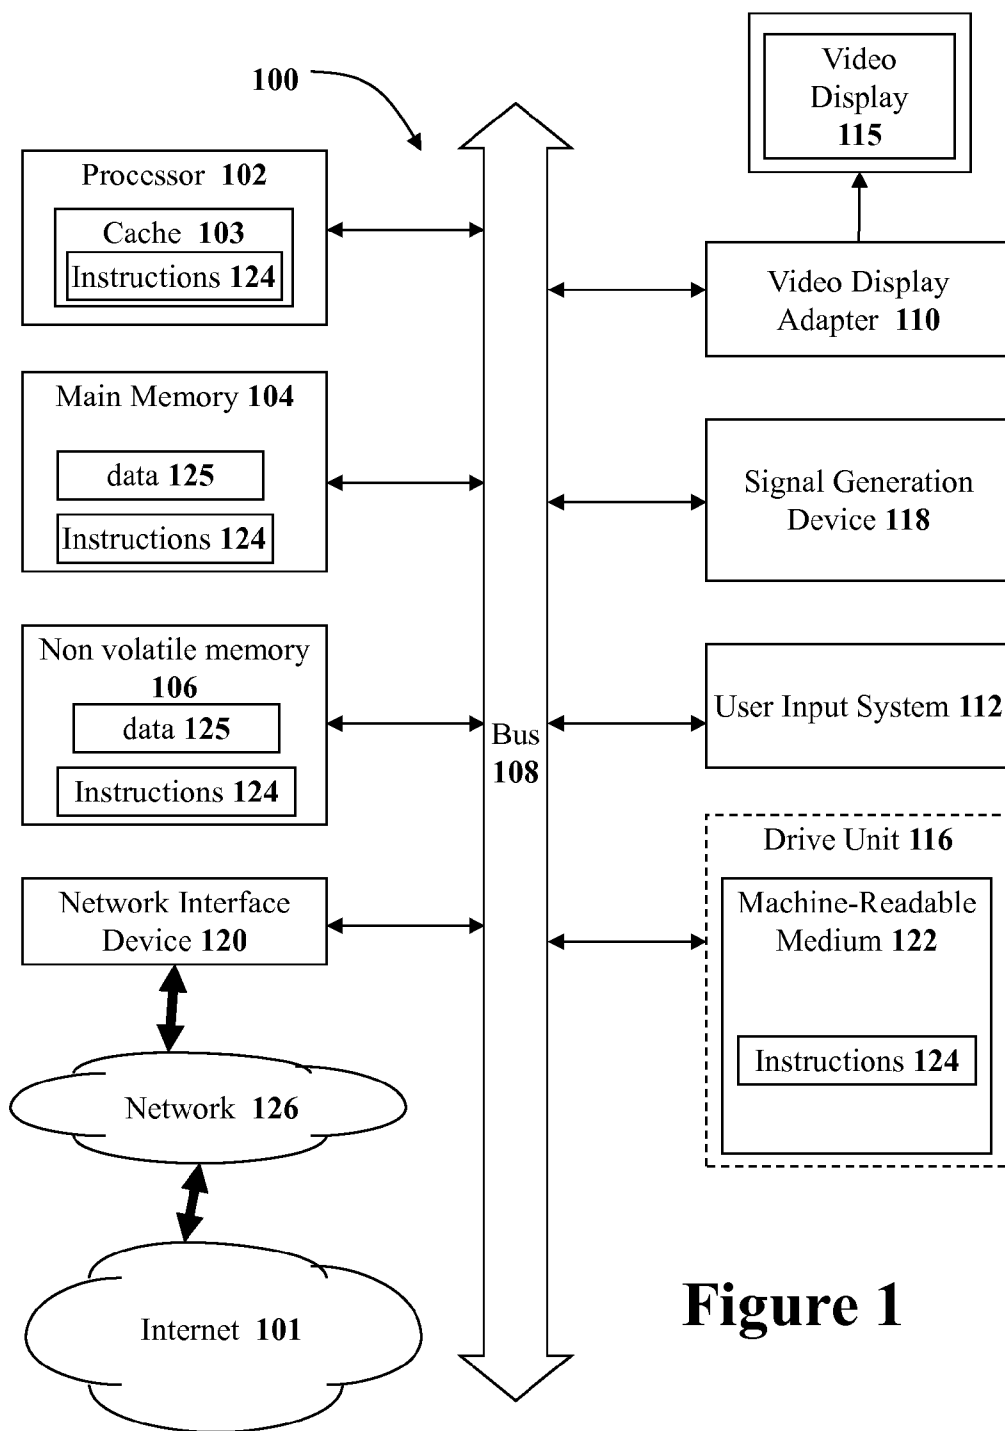 100
Processor 102
Cache 103
Instructions 124
Main Memory 104
data 125
Instructions 124
Non volatile memory
106
data 125
Instructions 124
Network Interface
Device 120
Network 126
Internet 101
Bus
108
Video
Display
115
Video Display
Adapter 110
Signal Generation
Device 118
User Input System 112
Drive Unit 116
Machine-Readable
Medium 122
Instructions 124
Figure 1